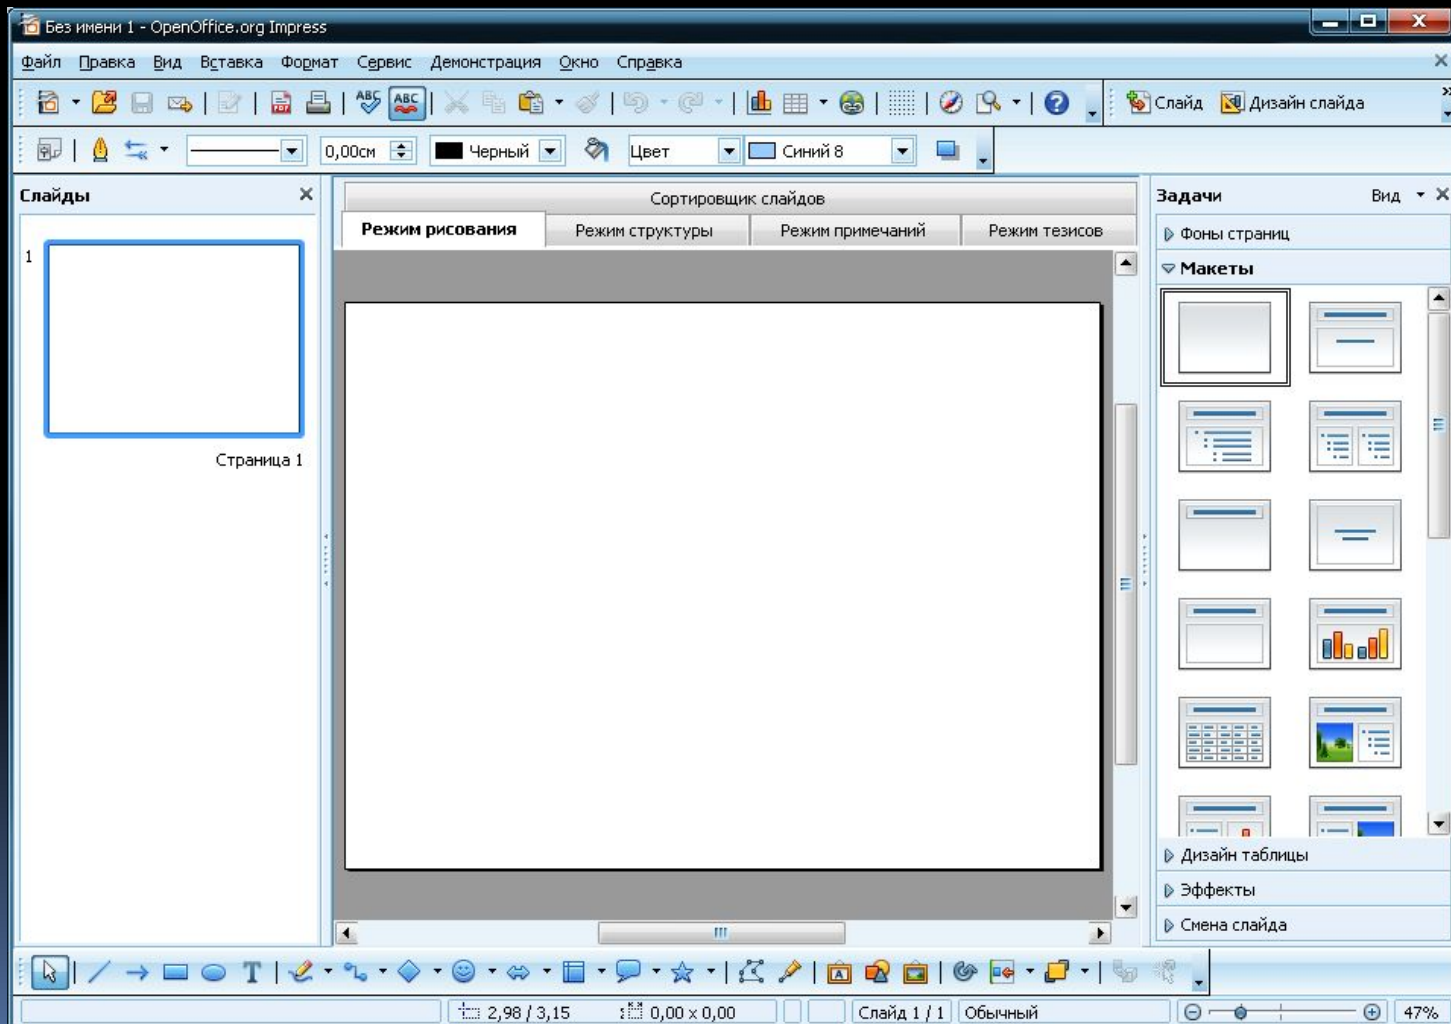 Без имени 1 - OpenOffice.org Impress
Файл Правка Вид Вставка Формат Сервис Демонстрация Окно Справка
ABC ABC Слайд Дизайн слайда
0,00см Черный Цвет Синий 8
Слайды
1
Страница 1
Сортировщик слайдов
Режим рисования Режим структуры Режим примечаний Режим тезисов
Задачи Вид
Фоны страниц
Макеты
Дизайн таблицы
Эффекты
Смена слайда
2,98 / 3,15 0,00 x 0,00 Слайд 1 / 1 Обычный 47%